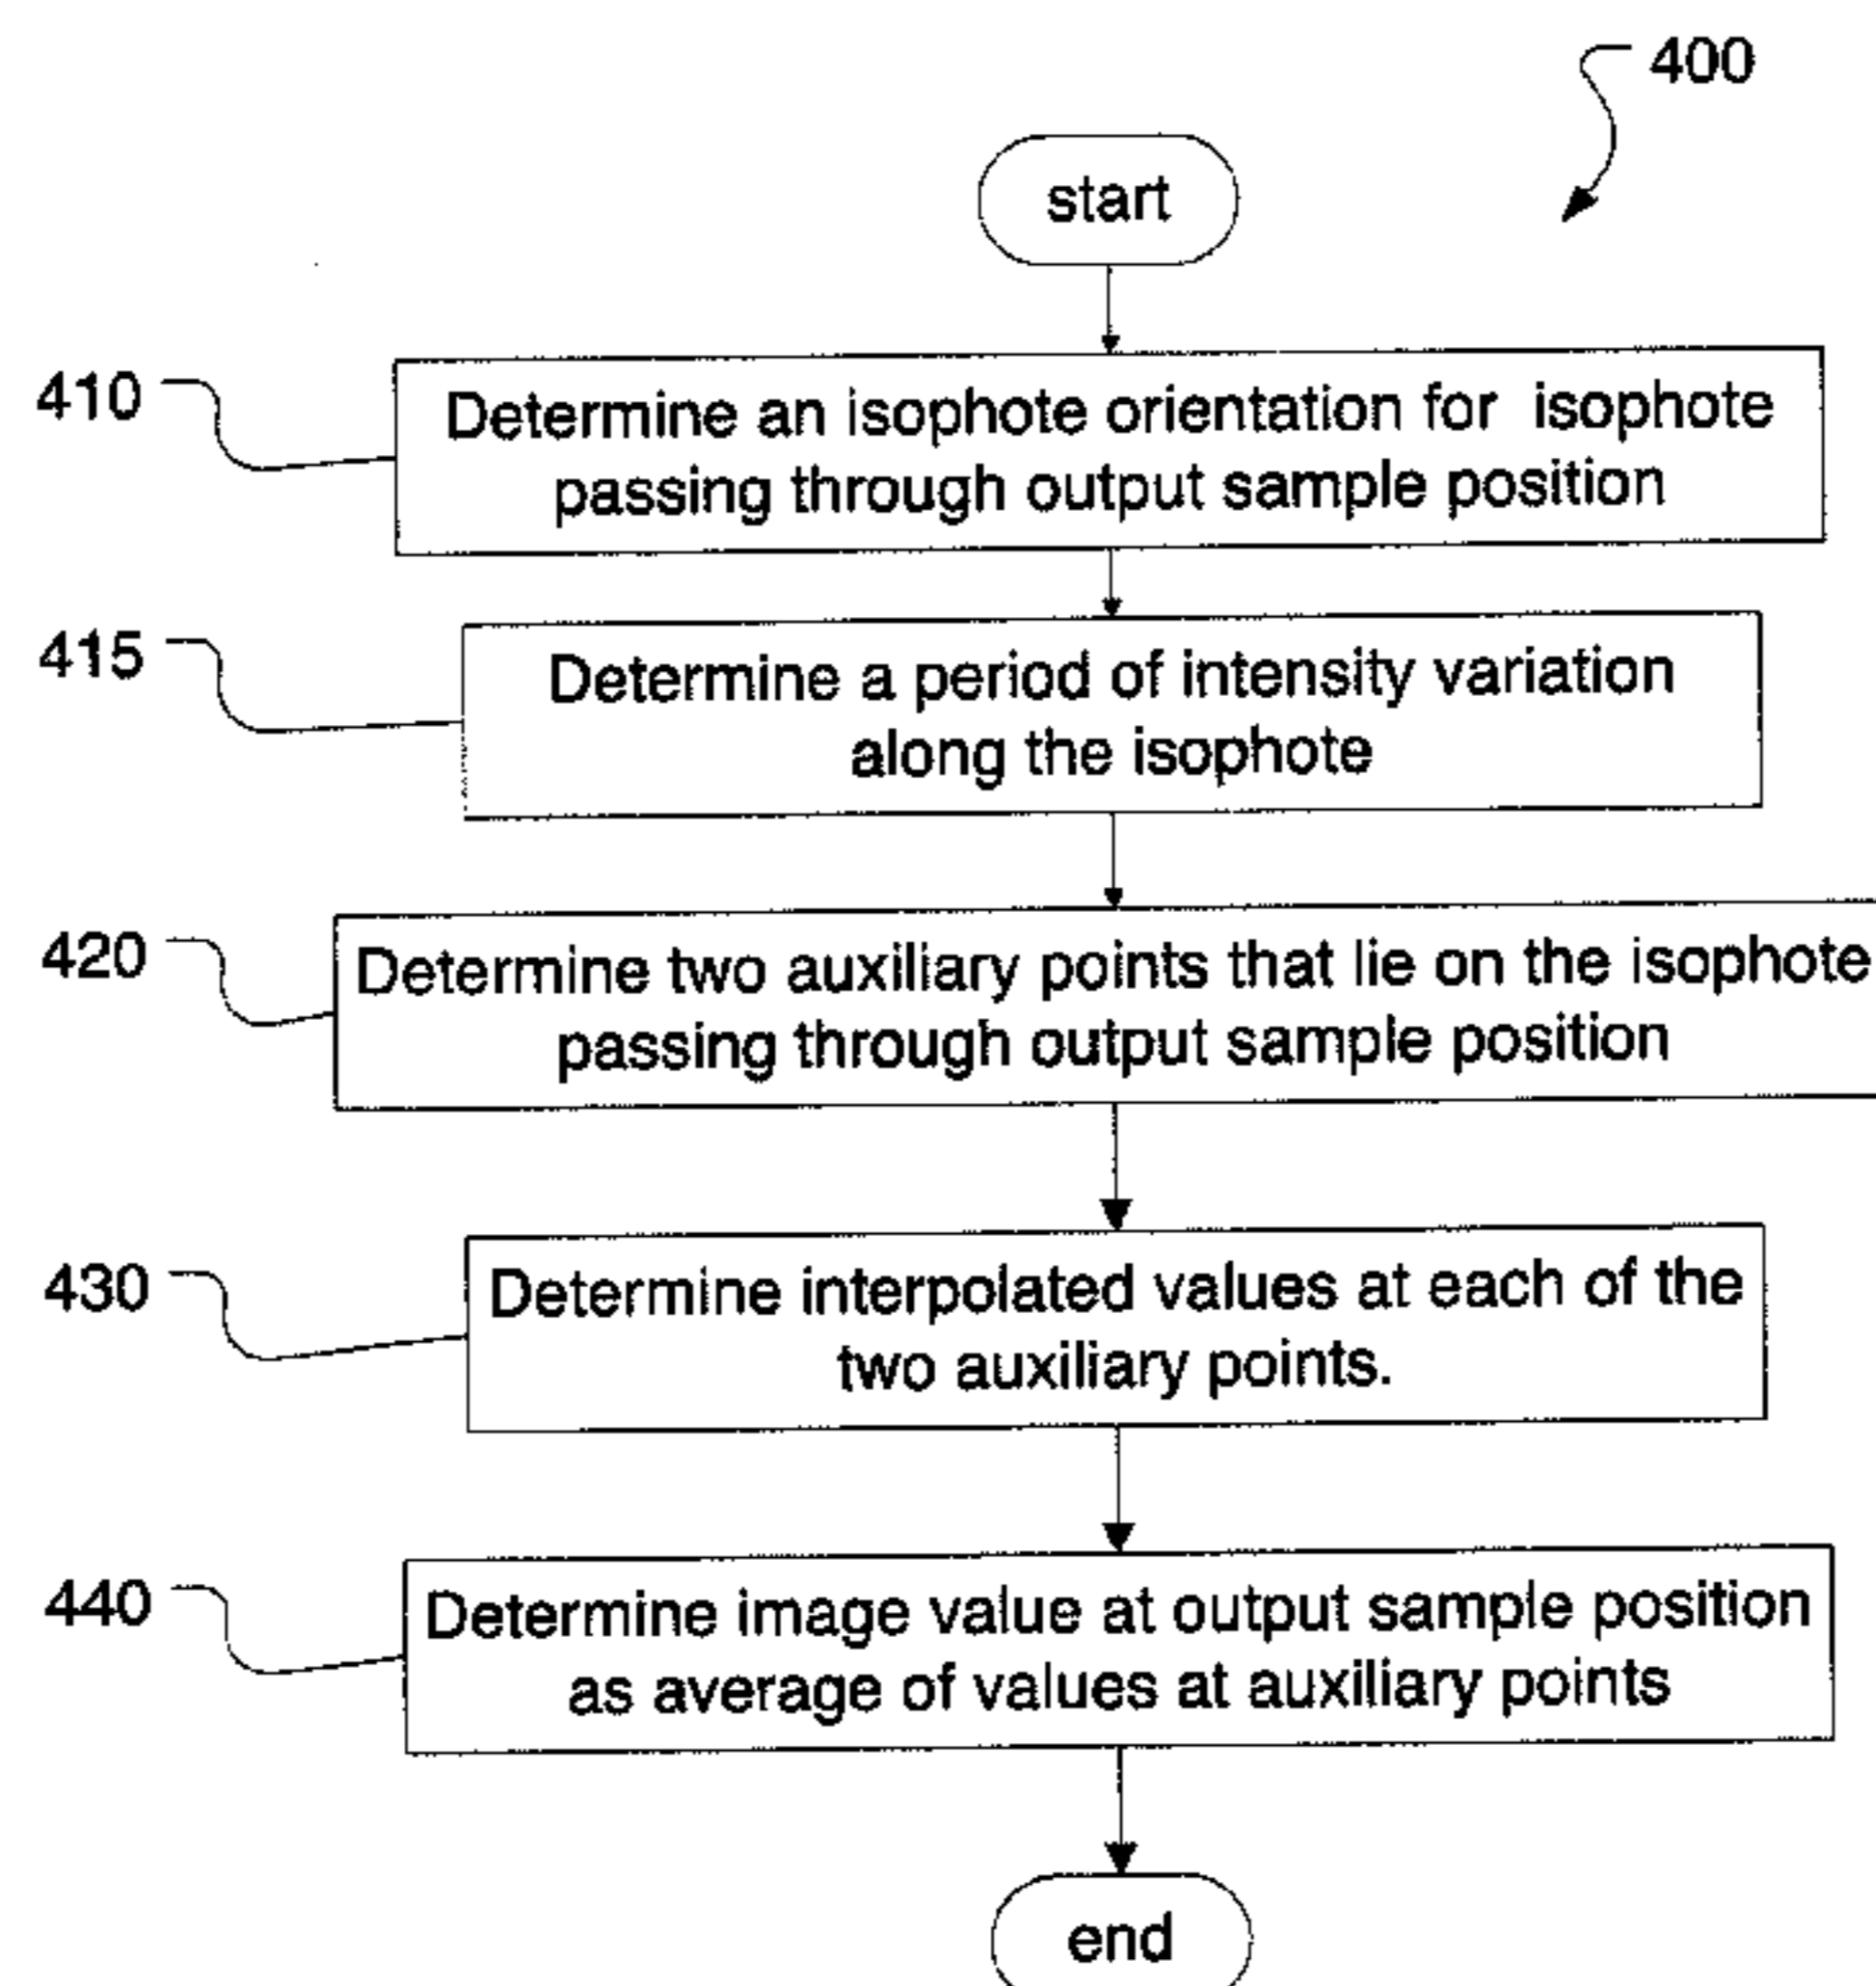 400
start
410
Determine an isophote orientation for isophote
passing through output sample position
415
Determine a period of intensity variation
along the isophote
420
Determine two auxiliary points that lie on the isophote
passing through output sample position
430
Determine interpolated values at each of the
two auxiliary points.
440
Determine image value at output sample position
as average of values at auxiliary points
end